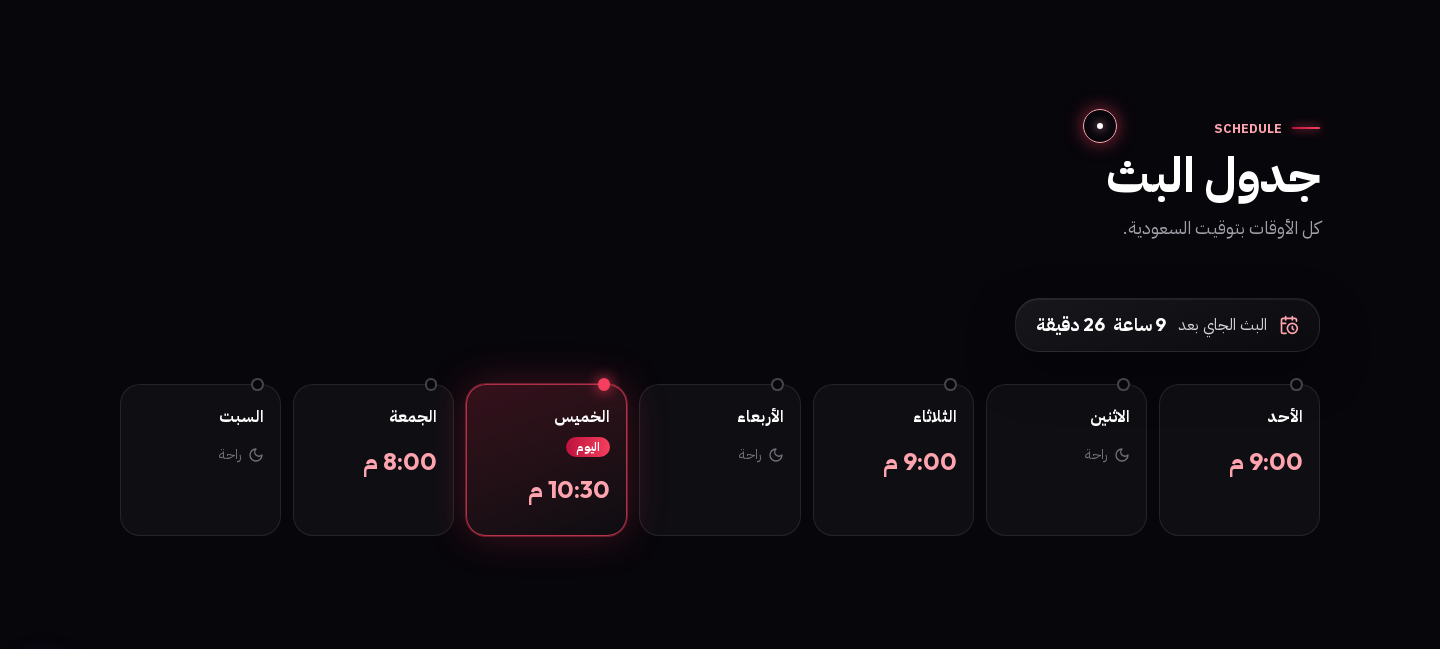 SCHEDULE
جدول البث
كل الأوقات بتوقيت السعودية.
البث الجاي بعد 9 ساعة 26 دقيقة
الأحد
9:00 م
الاثنين
راحة
الثلاثاء
9:00 م
الأربعاء
راحة
الخميس
اليوم
10:30 م
الجمعة
8:00 م
السبت
راحة